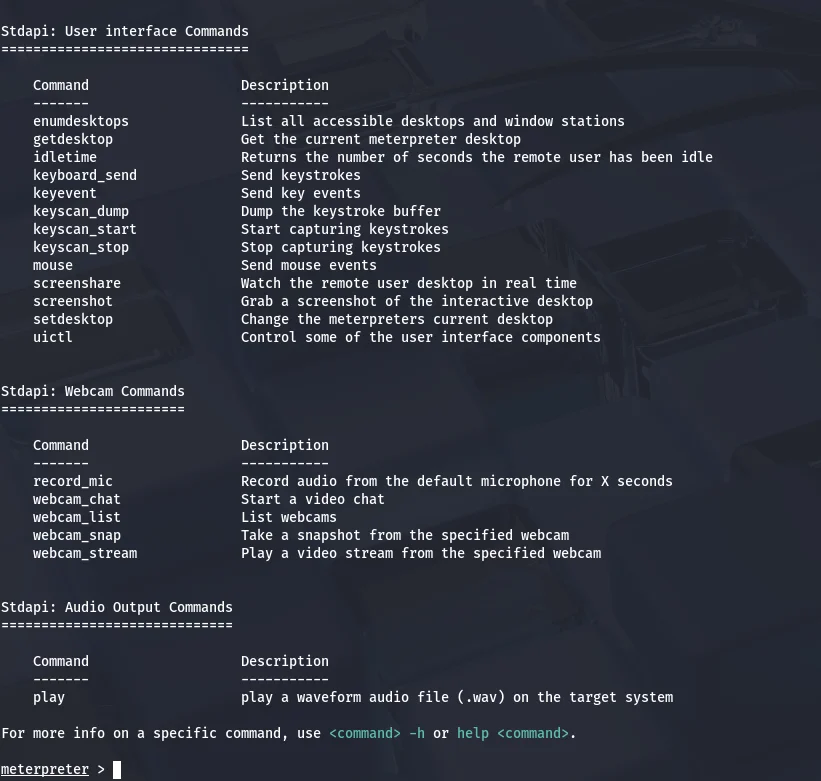 Stdapi: User interface Commands
===============================
Command Description
------- -----------
enumdesktops List all accessible desktops and window stations
getdesktop Get the current meterpreter desktop
idletime Returns the number of seconds the remote user has been idle
keyboard_send Send keystrokes
keyevent Send key events
keyscan_dump Dump the keystroke buffer
keyscan_start Start capturing keystrokes
keyscan_stop Stop capturing keystrokes
mouse Send mouse events
screenshare Watch the remote user desktop in real time
screenshot Grab a screenshot of the interactive desktop
setdesktop Change the meterpreters current desktop
uictl Control some of the user interface components
Stdapi: Webcam Commands
=======================
Command Description
------- -----------
record_mic Record audio from the default microphone for X seconds
webcam_chat Start a video chat
webcam_list List webcams
webcam_snap Take a snapshot from the specified webcam
webcam_stream Play a video stream from the specified webcam
Stdapi: Audio Output Commands
=============================
Command Description
------- -----------
play play a waveform audio file (.wav) on the target system
For more info on a specific command, use <command> -h or help <command>.
meterpreter >